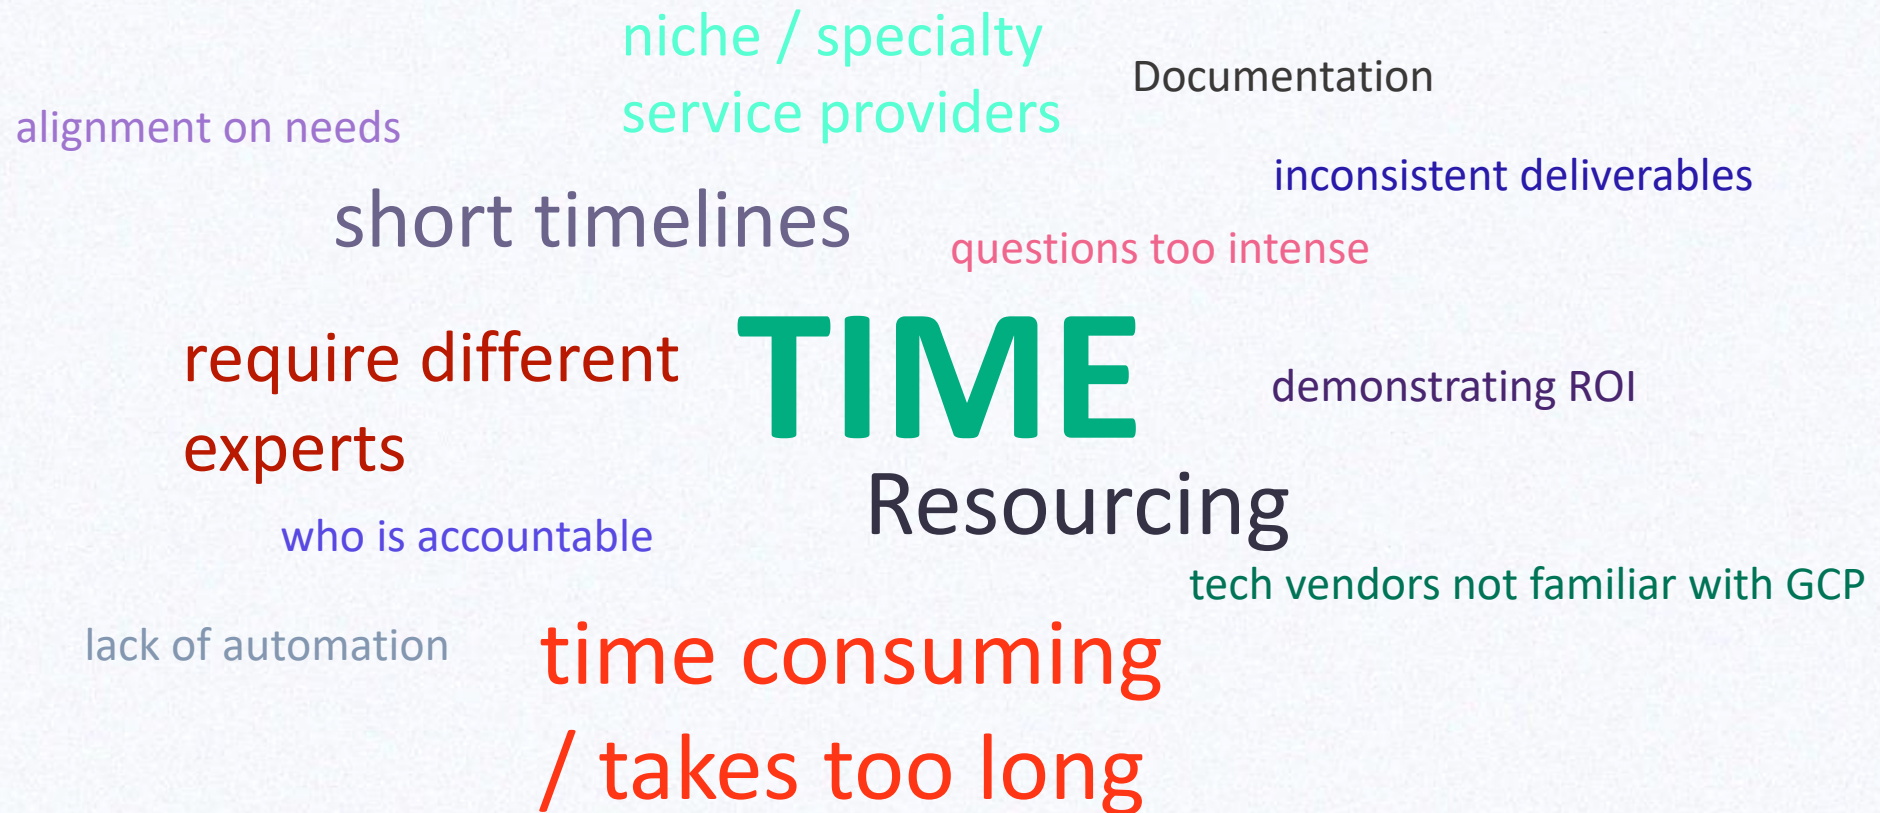 niche / specialty
service providers
Documentation
alignment on needs
inconsistent deliverables
short timelines
questions too intense
TIME
require different
experts
demonstrating ROI
Resourcing
who is accountable
tech vendors not familiar with GCP
lack of automation
time consuming
/ takes too long